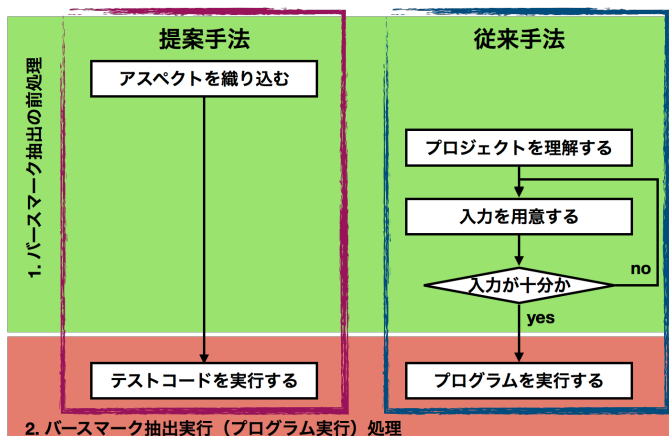 提案手法
従来手法
1. バースマーク抽出の前処理
アスペクトを織り込む
プロジェクトを理解する
入力を用意する
入力が十分か
no
yes
テストコードを実行する
プログラムを実行する
2. バースマーク抽出実行（プログラム実行）処理